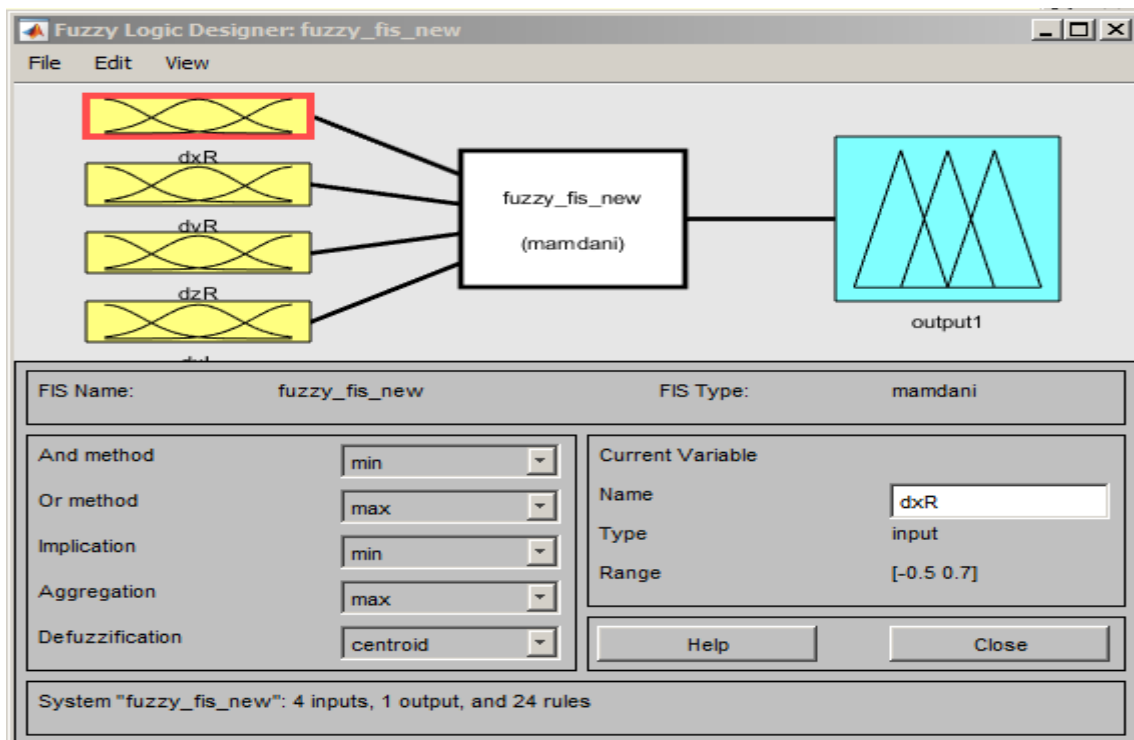 Fuzzy Logic Designer: fuzzy_fis_new
File Edit View
dxR
dyR
dzR
fuzzy_fis_new
(mamdani)
output1
FIS Name: fuzzy_fis_new FIS Type: mamdani
And method min
Or method max
Implication min
Aggregation max
Defuzzification centroid
Current Variable
Name dxR
Type input
Range [-0.5 0.7]
Help Close
System "fuzzy_fis_new": 4 inputs, 1 output, and 24 rules